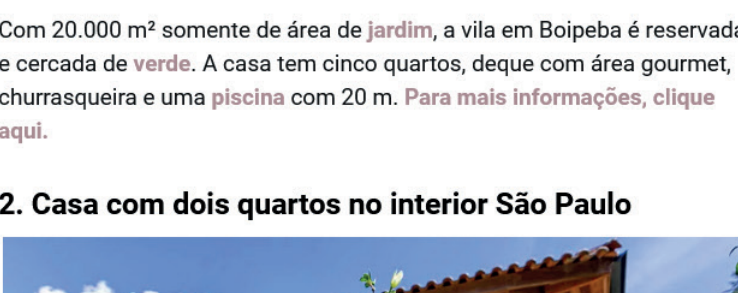 Com 20.000 m² somente de área de jardim, a vila em Boipeba é reservada
e cercada de verde. A casa tem cinco quartos, deque com área gourmet,
churrasqueira e uma piscina com 20 m. Para mais informações, clique
aqui.
2. Casa com dois quartos no interior São Paulo